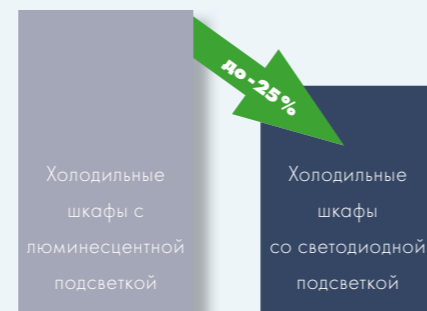 до -25%
Холодильные
шкафы с
люминесцентной
подсветкой
Холодильные
шкафы
со светодиодной
подсветкой